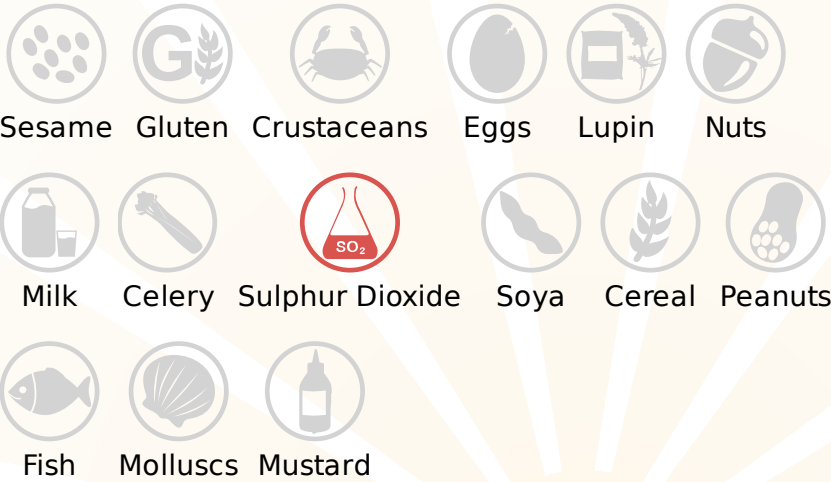 G
Sesame Gluten Crustaceans Eggs Lupin Nuts
SO₂
Milk Celery Sulphur Dioxide Soya Cereal Peanuts
Fish Molluscs Mustard